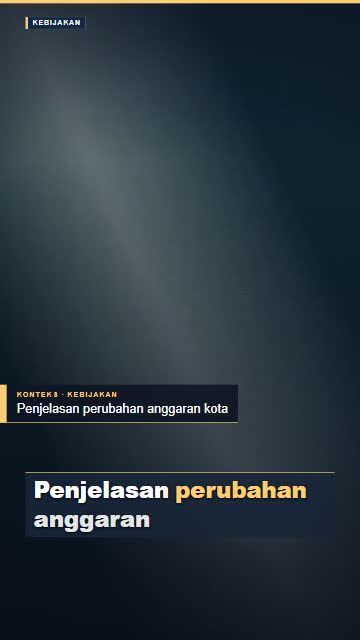 KEBIJAKAN
KONTEKS · KEBIJAKAN
Penjelasan perubahan anggaran kota
Penjelasan perubahan
anggaran